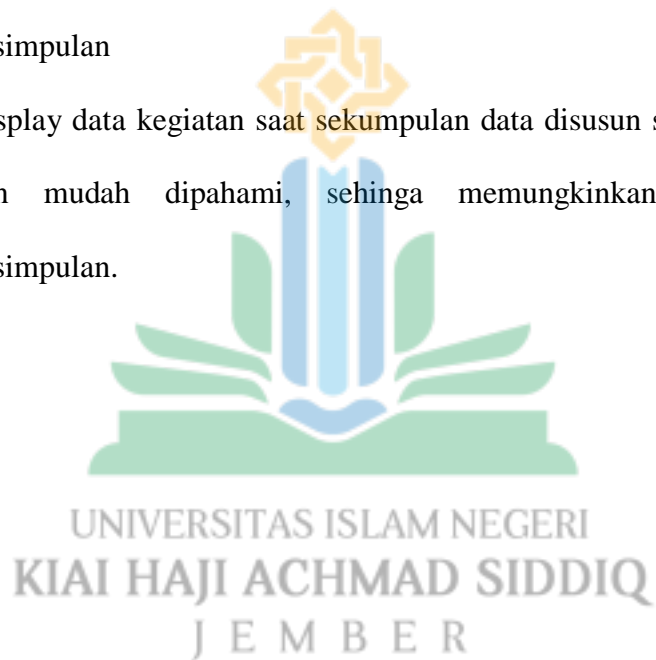 simpulan
splay data kegiatan saat sekumpulan data disusun s
n mudah dipahami, sehinga memungkinkan
simpulan.
UNIVERSITAS ISLAM NEGERI
KIAI HAJI ACHMAD SIDDIQ
J E M B E R